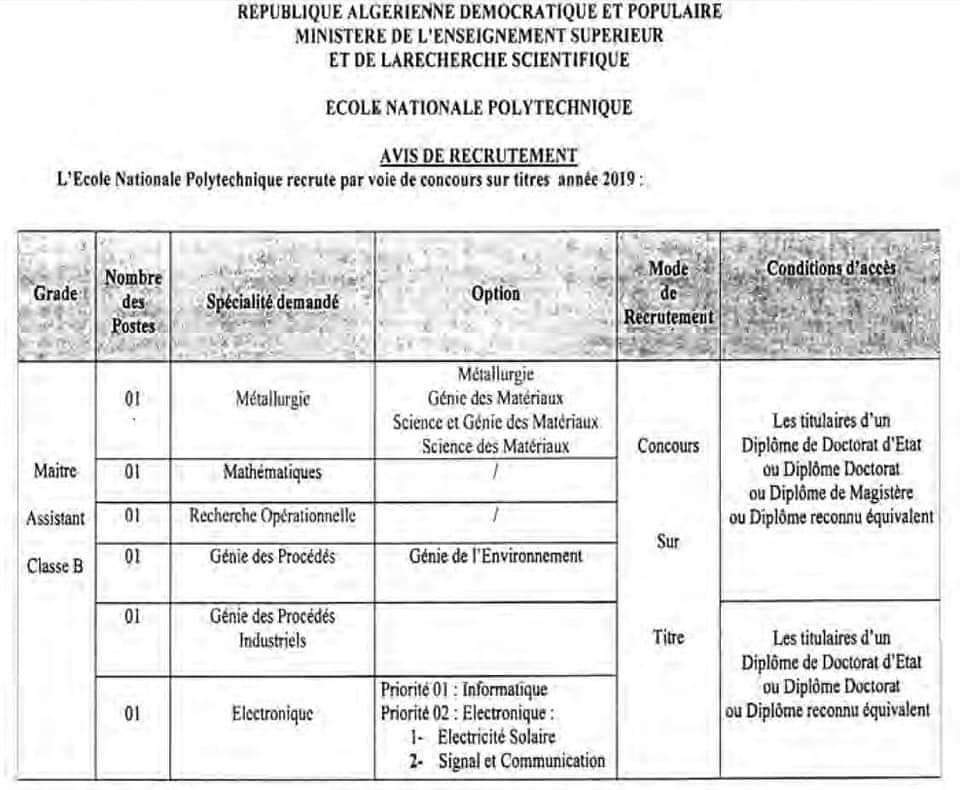 REPUBLIQUE ALGERIENNE DEMOCRATIQUE ET POPULAIRE
MINISTERE DE L'ENSEIGNEMENT SUPERIEUR
ET DE LARECHERCHE SCIENTIFIQUE
ECOLE NATIONALE POLYTECHNIQUE
AVIS DE RECRUTEMENT
L'Ecole Nationale Polytechnique recrute par voie de concours sur titres année 2019 :
Grade
Nombre
des
Postes
Spécialité demandé
Option
Mode
de
Recrutement
Conditions d'accès
Maitre
Assistant
Classe B
01
Métallurgie
Métallurgie
Génie des Matériaux
Science et Génie des Matériaux
Science des Matériaux
01
Mathématiques
/
01
Recherche Opérationnelle
/
01
Génie des Procédés
Génie de l'Environnement
01
Génie des Procédés
Industriels
01
Electronique
Priorité 01 : Informatique
Priorité 02 : Electronique :
1- Electricité Solaire
2- Signal et Communication
Concours
Sur
Titre
Les titulaires d'un
Diplôme de Doctorat d'Etat
ou Diplôme Doctorat
ou Diplôme de Magistère
ou Diplôme reconnu équivalent
Les titulaires d'un
Diplôme de Doctorat d'Etat
ou Diplôme Doctorat
ou Diplôme reconnu équivalent